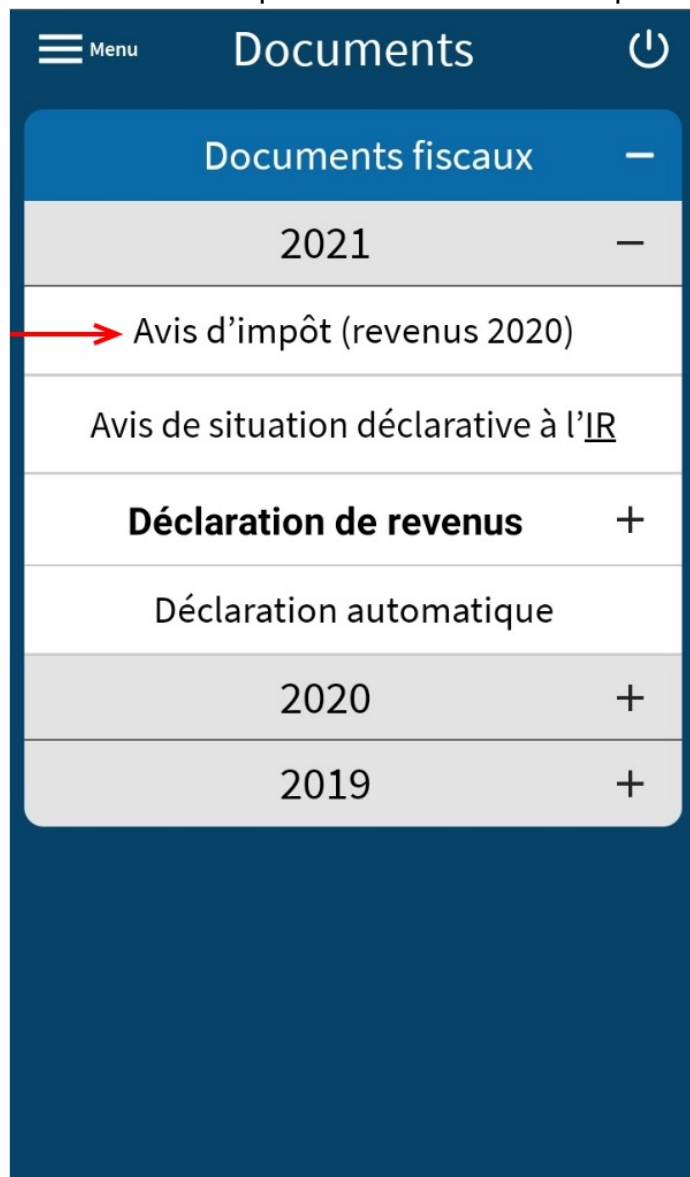 Menu
Documents
Documents fiscaux
2021
Avis d’impôt (revenus 2020)
Avis de situation déclarative à l’IR
Déclaration de revenus
Déclaration automatique
2020
2019